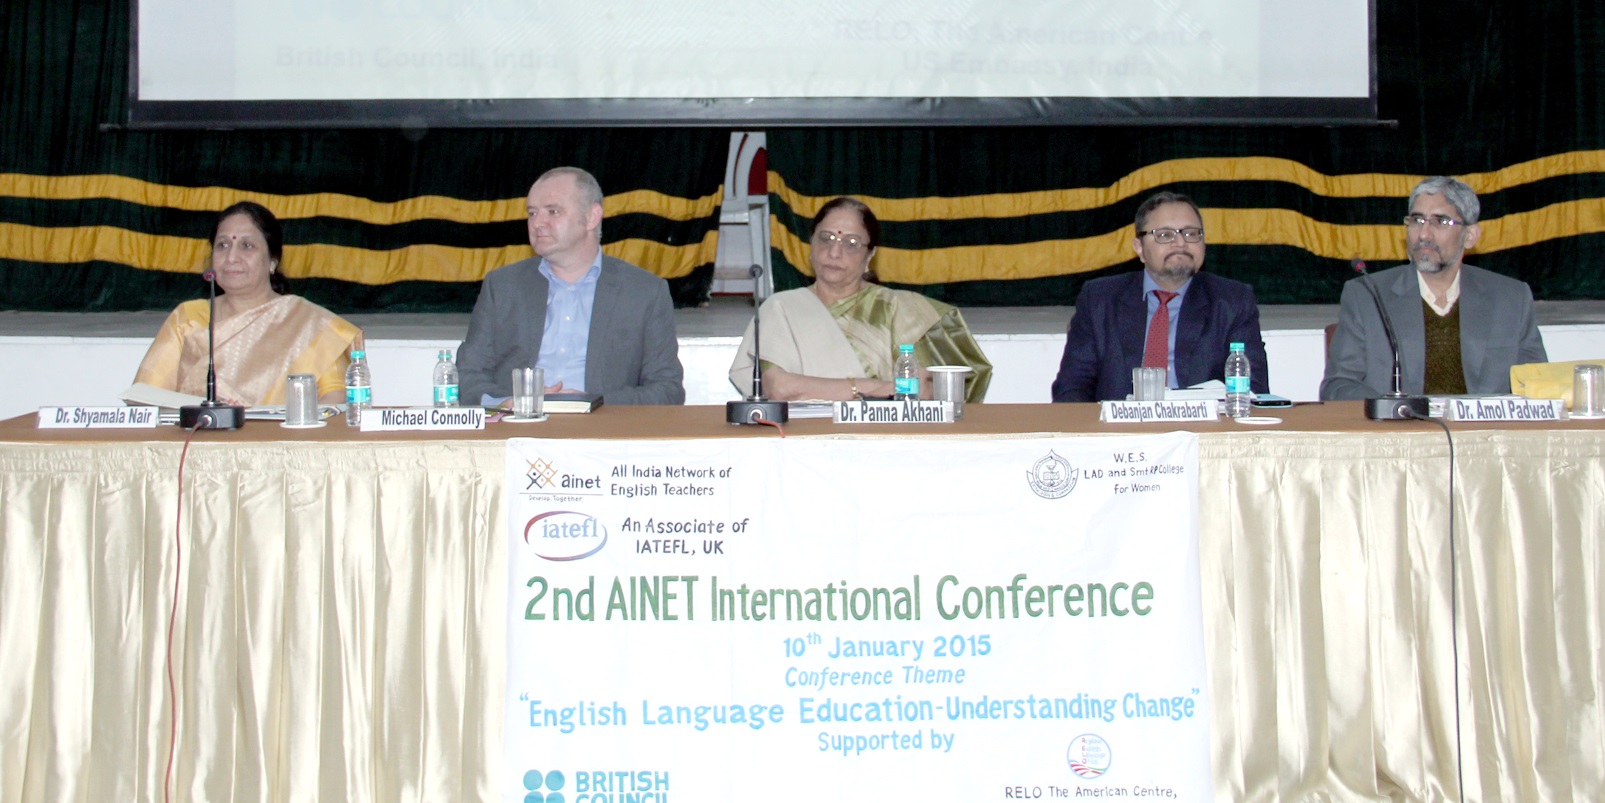 RELO, The American Centre
British Council, India
US Embassy, India
Dr. Shyamala Nair
Michael Connolly
Dr. Panna Akhani
Debanjan Chakrabarti
Dr. Amol Padwad
ainet
Develop Together
All India Network of
English Teachers
W.E.S.
LAD and Smt RP College
for Women
iatefl
An Associate of
IATEFL, UK
2nd AINET International Conference
10th January 2015
Conference Theme
"English Language Education-Understanding Change"
Supported by
BRITISH
COUNCIL
RELO The American Centre,